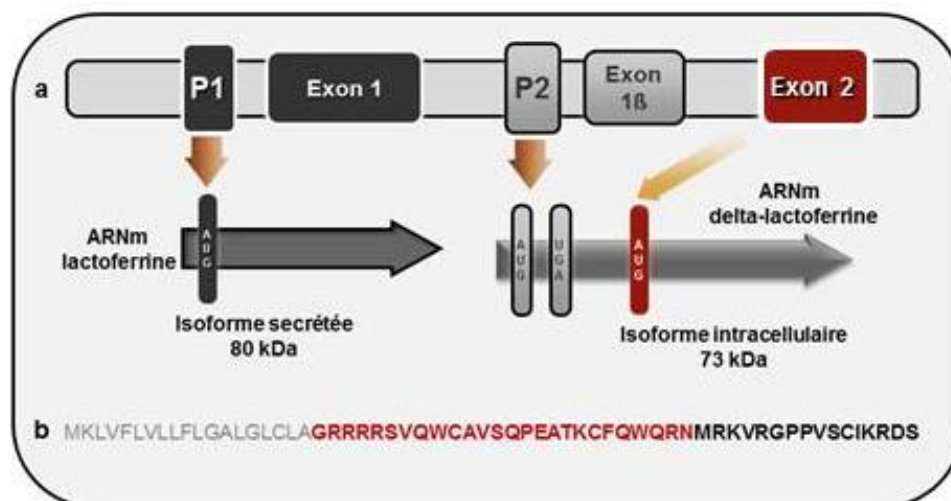 a
P1
Exon 1
P2
Exon
1ß
Exon 2
ARNm
lactoferrine
AUG
Isoforme secrétée
80 kDa
AUG
UGA
AUG
ARNm
delta-lactoferrine
Isoforme intracellulaire
73 kDa
b MKLVFLVLLFLGALGLCLAGRRRRSVQWCAVSQPEATKCFQWQRNMRKVRGPPVSCIKRDS